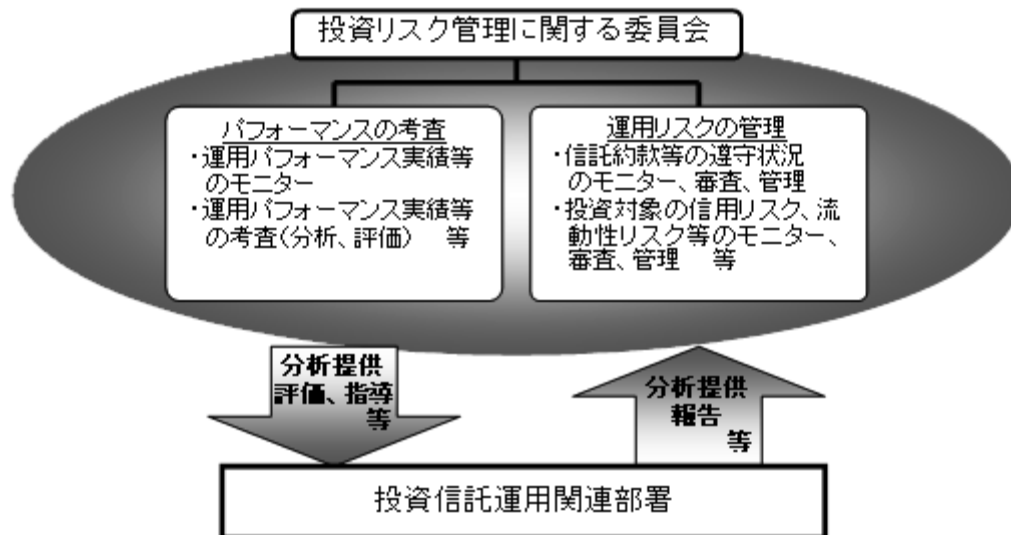 投資リスク管理に関する委員会
パフォーマンスの考査
・運用パフォーマンス実績等
のモニター
・運用パフォーマンス実績等
の考査（分析、評価） 等
運用リスクの管理
・信託約款等の遵守状況
のモニター、審査、管理
・投資対象の信用リスク、流
動性リスク等のモニター、
審査、管理 等
分析提供
評価、指導
等
分析提供
報告
等
投資信託運用関連部署